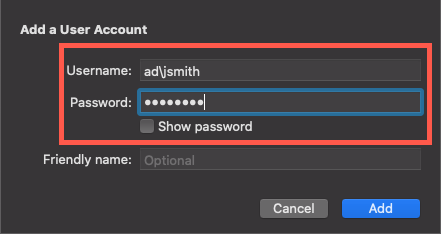 Add a User Account
Username: ad\jsmith
Password: ••••••••
Show password
Friendly name: Optional
Cancel Add